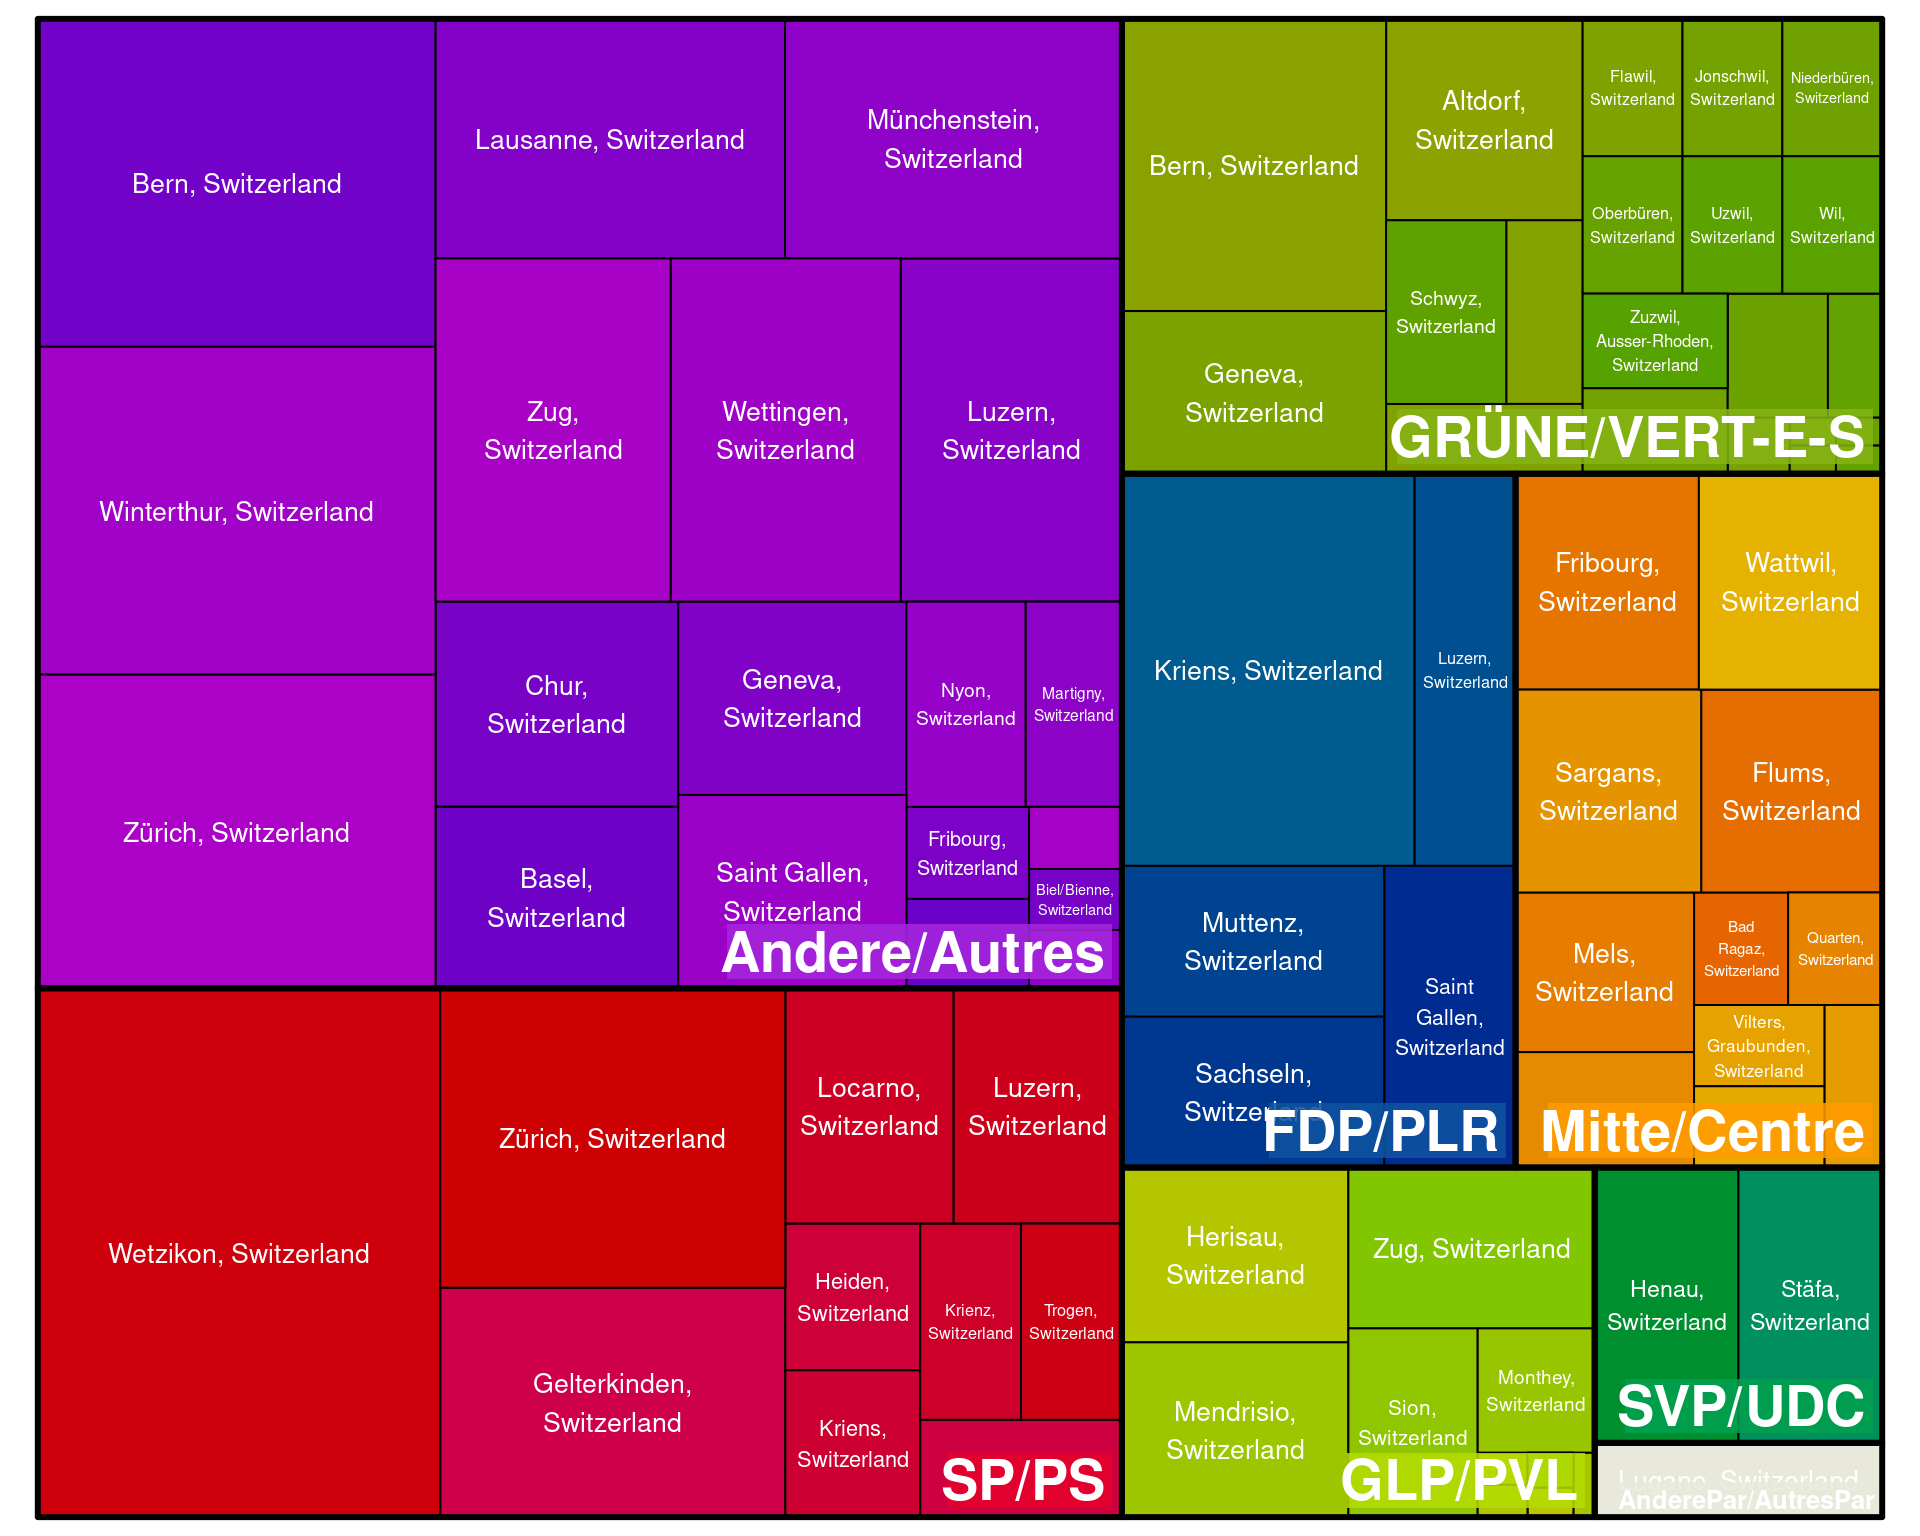 Bern, Switzerland
Lausanne, Switzerland
Münchenstein,
Switzerland
Winterthur, Switzerland
Zug,
Switzerland
Wettingen,
Switzerland
Luzern,
Switzerland
Zürich, Switzerland
Chur,
Switzerland
Geneva,
Switzerland
Nyon,
Switzerland
Martigny,
Switzerland
Basel,
Switzerland
Saint Gallen,
Switzerland
Fribourg,
Switzerland
Biel/Bienne,
Switzerland
Andere/Autres
Wetzikon, Switzerland
Zürich, Switzerland
Gelterkinden,
Switzerland
Locarno,
Switzerland
Luzern,
Switzerland
Heiden,
Switzerland
Krienz,
Switzerland
Trogen,
Switzerland
Kriens,
Switzerland
SP/PS
Bern, Switzerland
Geneva,
Switzerland
Altdorf,
Switzerland
Schwyz,
Switzerland
Flawil,
Switzerland
Jonschwil,
Switzerland
Niederbüren,
Switzerland
Oberbüren,
Switzerland
Uzwil,
Switzerland
Wil,
Switzerland
Zuzwil,
Ausser-Rhoden,
Switzerland
GRÜNE/VERT-E-S
Kriens, Switzerland
Luzern,
Switzerland
Muttenz,
Switzerland
Sachseln,
Switzerland
Saint
Gallen,
Switzerland
FDP/PLR
Fribourg,
Switzerland
Wattwil,
Switzerland
Sargans,
Switzerland
Flums,
Switzerland
Mels,
Switzerland
Bad
Ragaz,
Switzerland
Quarten,
Switzerland
Vilters,
Graubunden,
Switzerland
Mitte/Centre
Herisau,
Switzerland
Zug, Switzerland
Mendrisio,
Switzerland
Sion,
Switzerland
Monthey,
Switzerland
GLP/PVL
Henau,
Switzerland
Stäfa,
Switzerland
SVP/UDC
Lugano, Switzerland
AnderePar/AutresPar